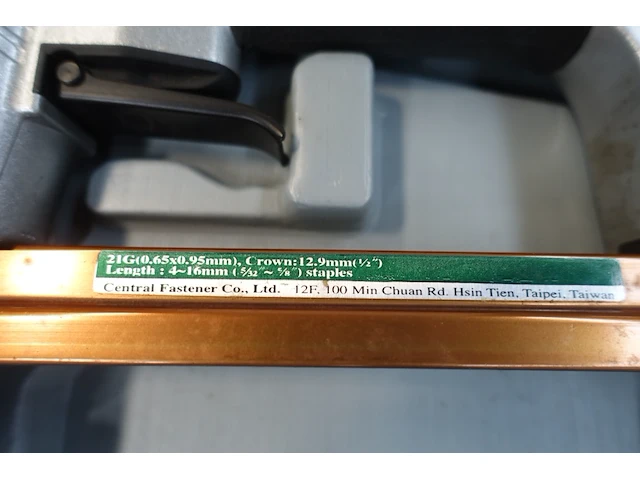 21G(0.65x0.95mm), Crown:12.9mm(½″)
Length : 4~16mm ( 5/32″~ 5/8″ ) staples
Central Fastener Co., Ltd. 12F, 100 Min Chuan Rd. Hsin Tien, Taipei, Taiwan